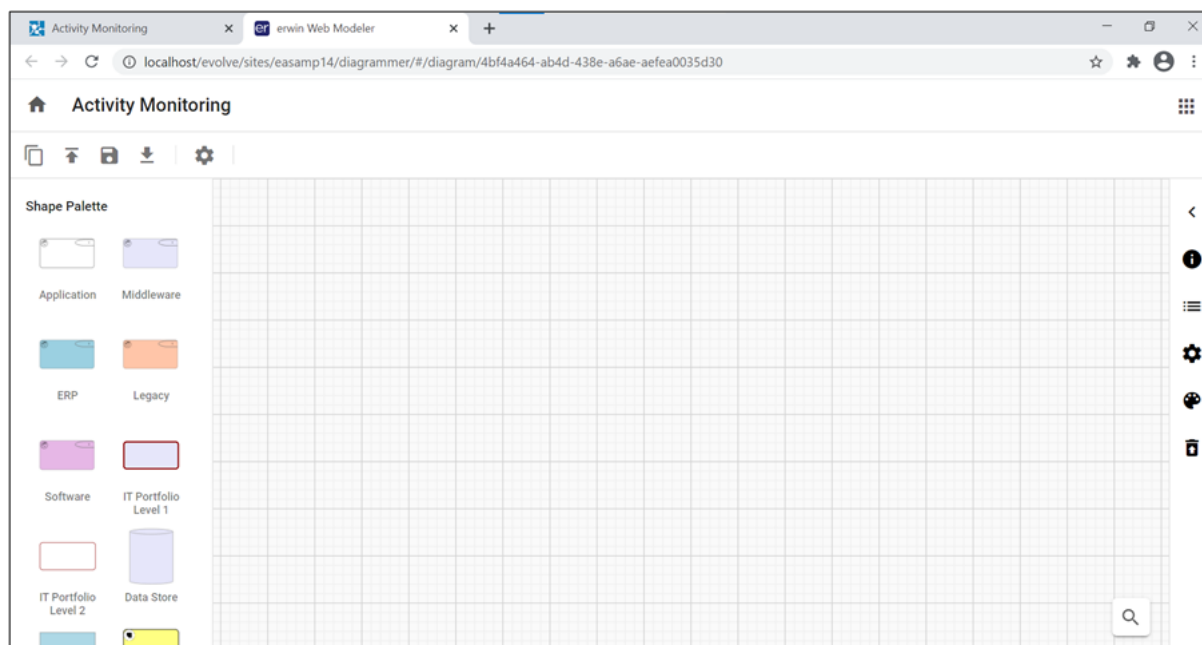 Activity Monitoring
er erwin Web Modeler
localhost/evolve/sites/easamp14/diagrammer/#/diagram/4bf4a464-ab4d-438e-a6ae-aefea0035d30
Activity Monitoring
Shape Palette
Application
Middleware
ERP
Legacy
Software
IT Portfolio
Level 1
IT Portfolio
Level 2
Data Store